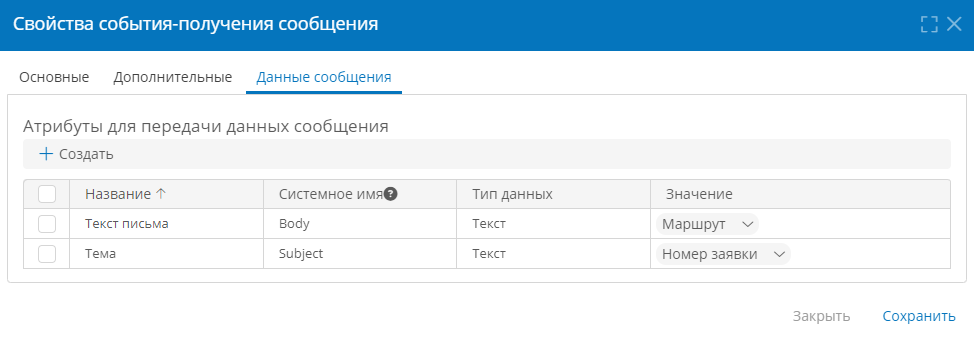 Свойства события-получения сообщения
Основные Дополнительные Данные сообщения
Атрибуты для передачи данных сообщения
Создать
Название Системное имя ? Тип данных Значение
Текст письма Body Текст Маршрут
Тема Subject Текст Номер заявки
Закрыть Сохранить